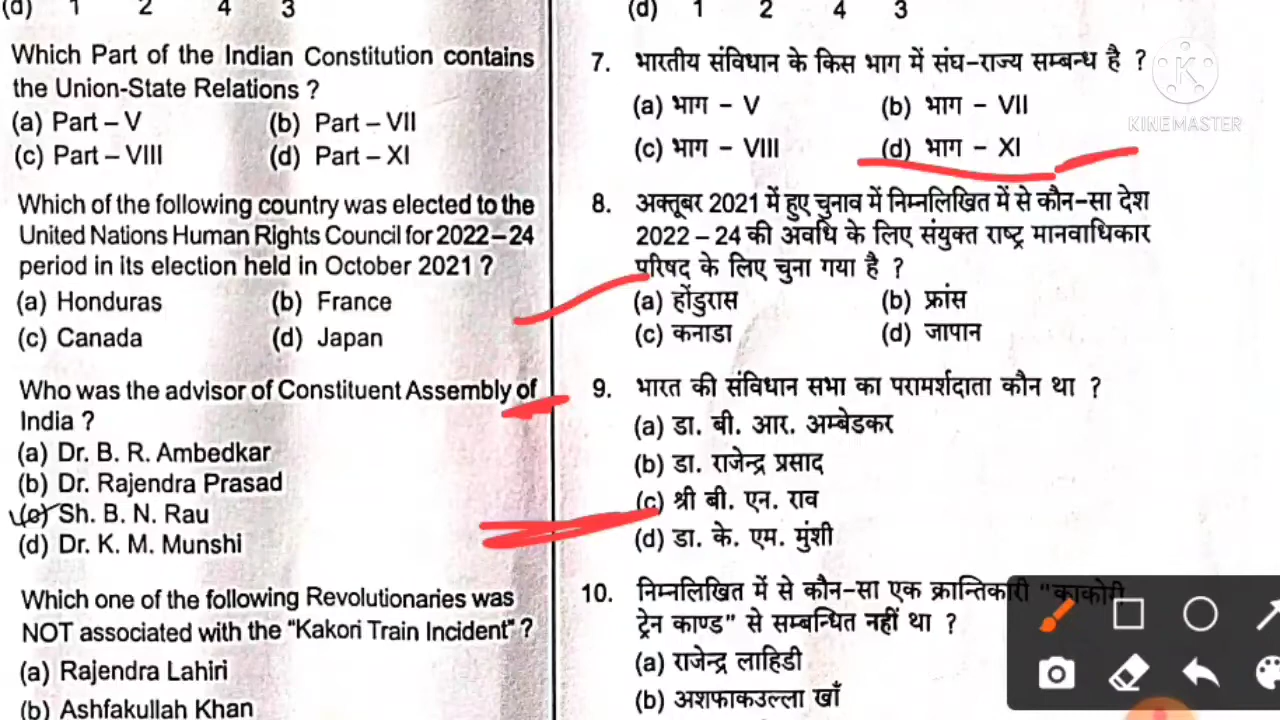 (d) 1 2 4 3
Which Part of the Indian Constitution contains
the Union-State Relations ?
(a) Part – V (b) Part – VII
(c) Part – VIII (d) Part – XI
Which of the following country was elected to the
United Nations Human Rights Council for 2022–24
period in its election held in October 2021 ?
(a) Honduras (b) France
(c) Canada (d) Japan
Who was the advisor of Constituent Assembly of
India ?
(a) Dr. B. R. Ambedkar
(b) Dr. Rajendra Prasad
(c) Sh. B. N. Rau
(d) Dr. K. M. Munshi
Which one of the following Revolutionaries was
NOT associated with the "Kakori Train Incident" ?
(a) Rajendra Lahiri
(b) Ashfakullah Khan
(d) 1 2 4 3
7. भारतीय संविधान के किस भाग में संघ–राज्य सम्बन्ध है ?
(a) भाग – V (b) भाग – VII
(c) भाग – VIII (d) भाग – XI
8. अक्तूबर 2021 में हुए चुनाव में निम्नलिखित में से कौन–सा देश
2022 – 24 की अवधि के लिए संयुक्त राष्ट्र मानवाधिकार
परिषद के लिए चुना गया है ?
(a) होंडुरास (b) फ्रांस
(c) कनाडा (d) जापान
9. भारत की संविधान सभा का परामर्शदाता कौन था ?
(a) डा. बी. आर. अम्बेडकर
(b) डा. राजेन्द्र प्रसाद
(c) श्री बी. एन. राव
(d) डा. के. एम. मुंशी
10. निम्नलिखित में से कौन–सा एक क्रान्तिकारी "काकोरी
ट्रेन काण्ड" से सम्बन्धित नहीं था ?
(a) राजेन्द्र लाहिडी
(b) अशफाकउल्ला खाँ
K
KINEMASTER